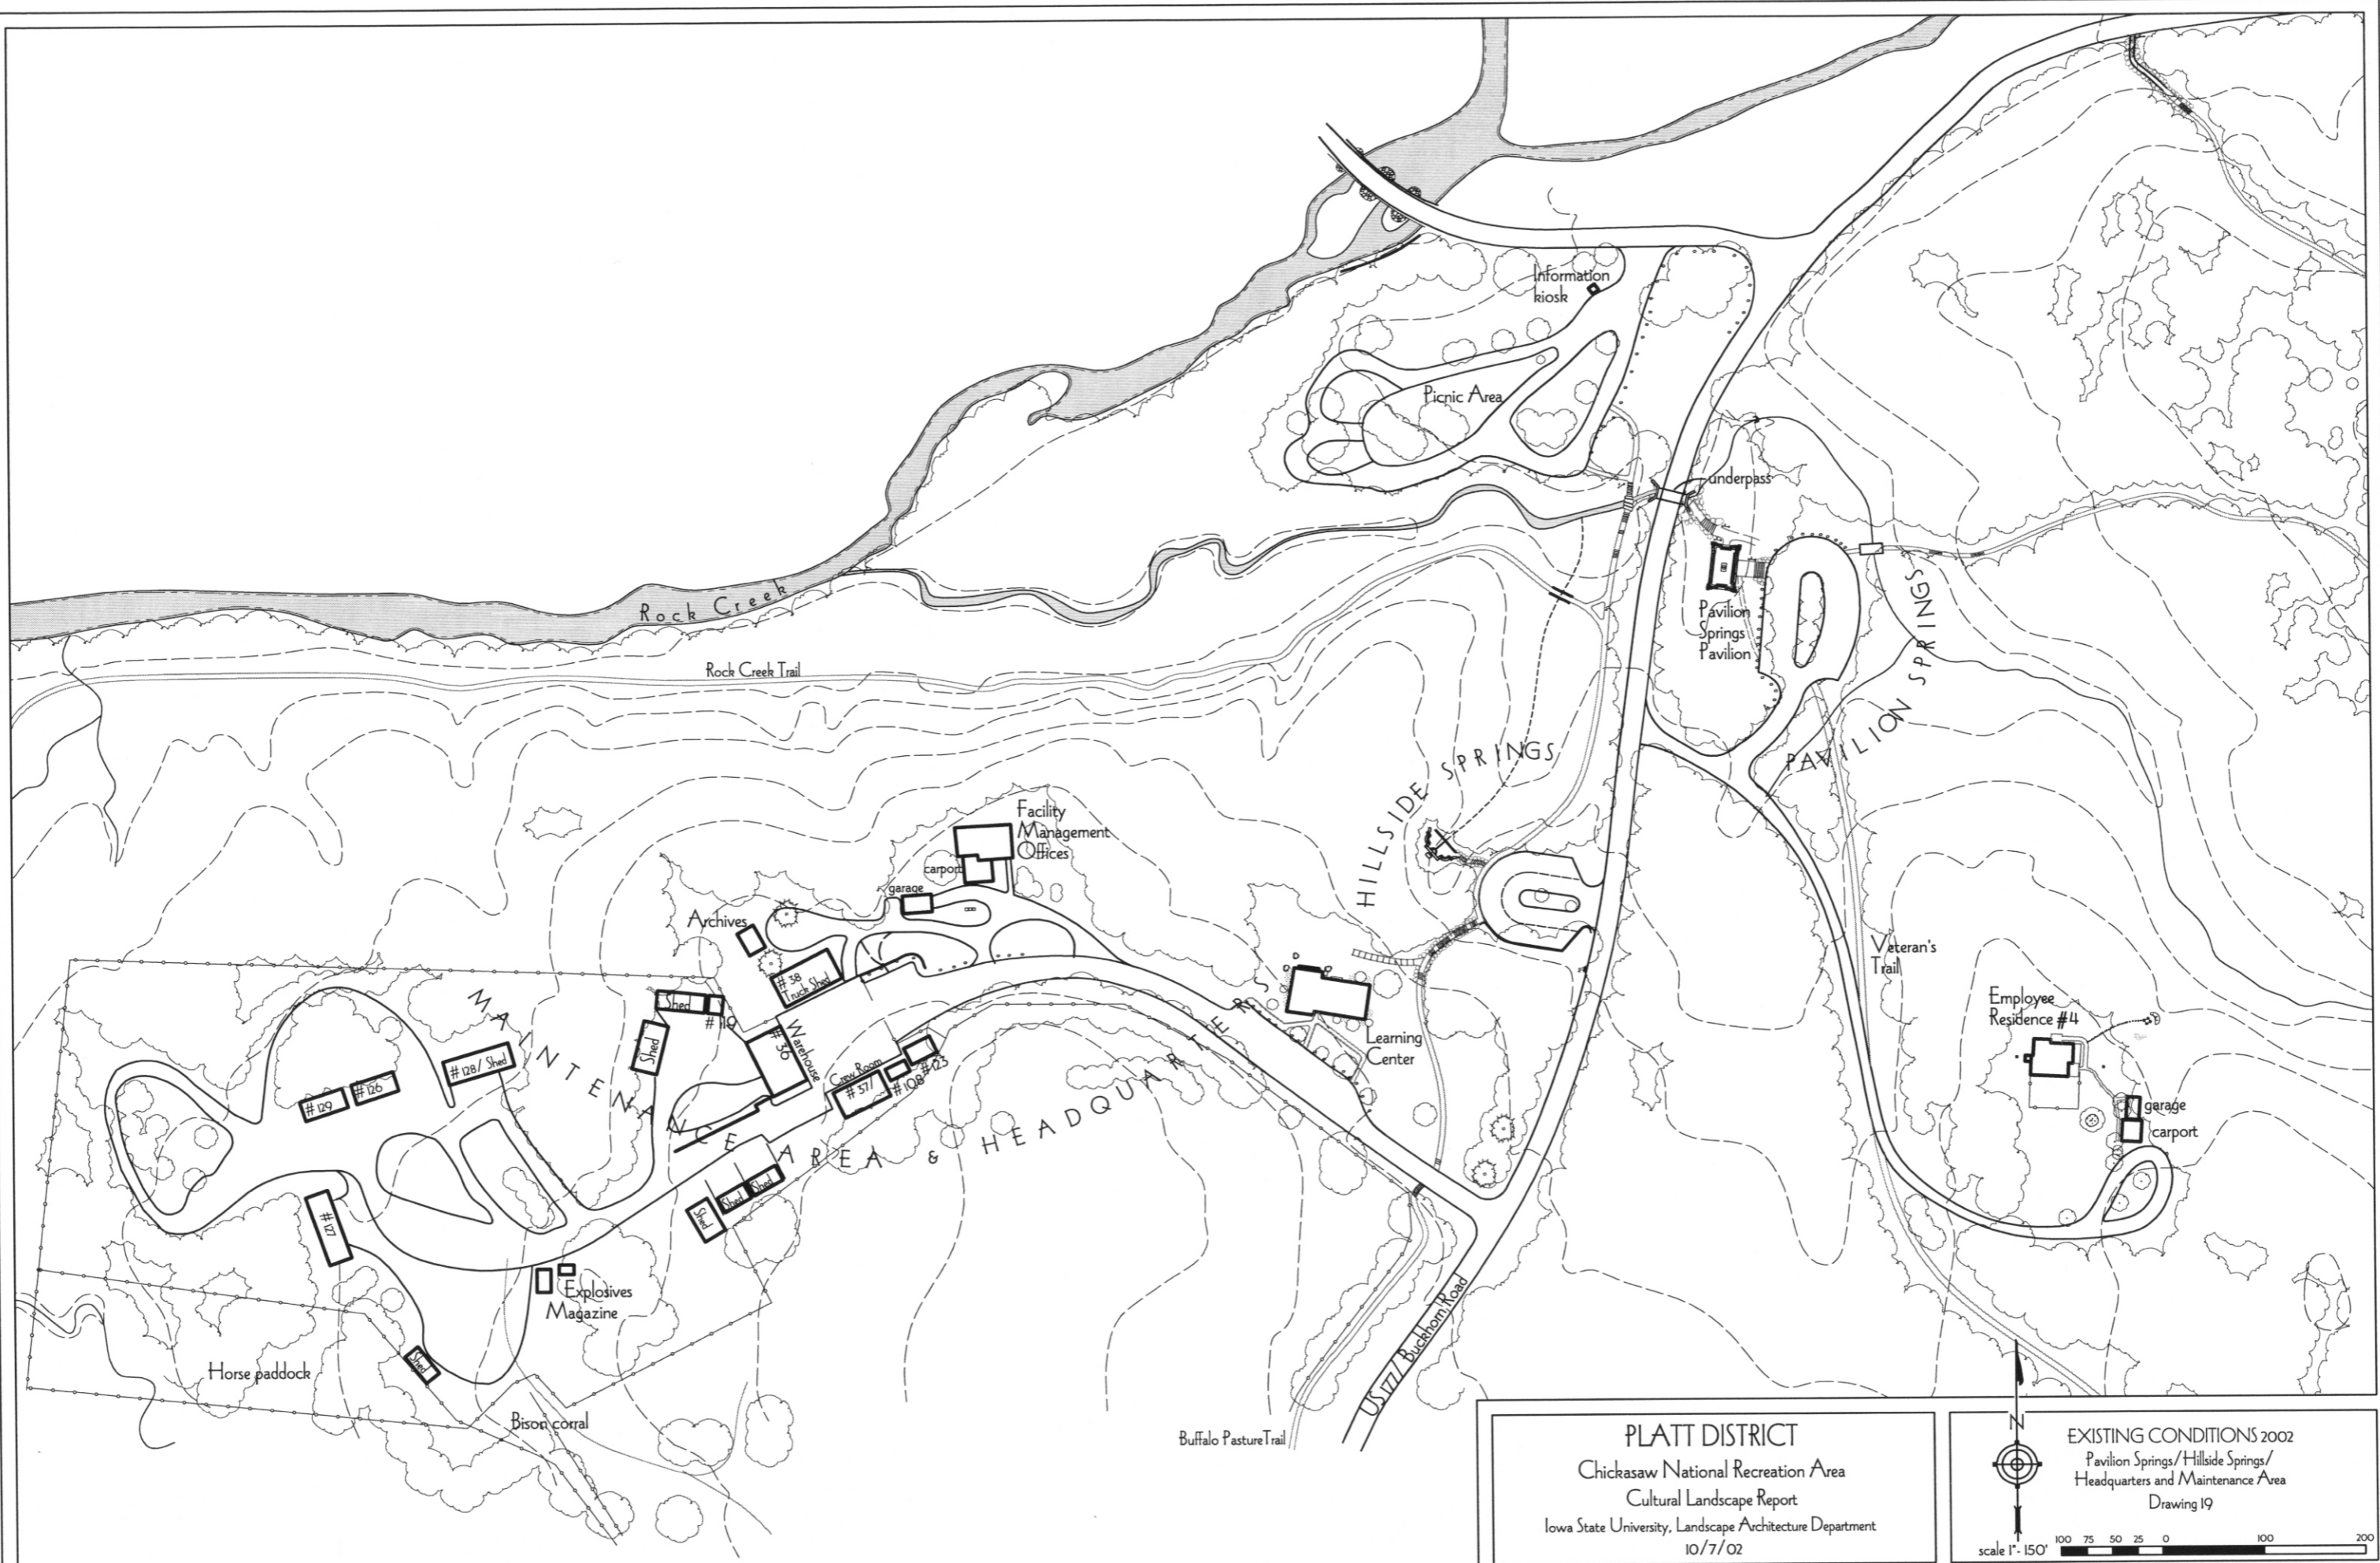 Information
kiosk
Picnic Area
underpass
Rock Creek
Pavilion
Springs
Pavilion
PAVILION SPRINGS
Rock Creek Trail
HILLSIDE SPRINGS
Facility
Management
Offices
carport
garage
Archives
#38
Truck Shed
Shed
#119
Shed
#36
Warehouse
Crew Room
#37/
#108
#123
#128/ Shed
#126
#129
#127
MAINTENANCE AREA & HEADQUARTERS
Shed
Shed
Shed
Explosives
Magazine
Shed
Horse paddock
Bison corral
Learning
Center
Veteran's
Trail
Employee
Residence #4
garage
carport
Buffalo Pasture Trail
U.S. 177/ Buckhorn Road
PLATT DISTRICT
Chickasaw National Recreation Area
Cultural Landscape Report
Iowa State University, Landscape Architecture Department
10/7/02
N
EXISTING CONDITIONS 2002
Pavilion Springs/Hillside Springs/
Headquarters and Maintenance Area
Drawing 19
scale 1"- 150' 100 75 50 25 0 100 200